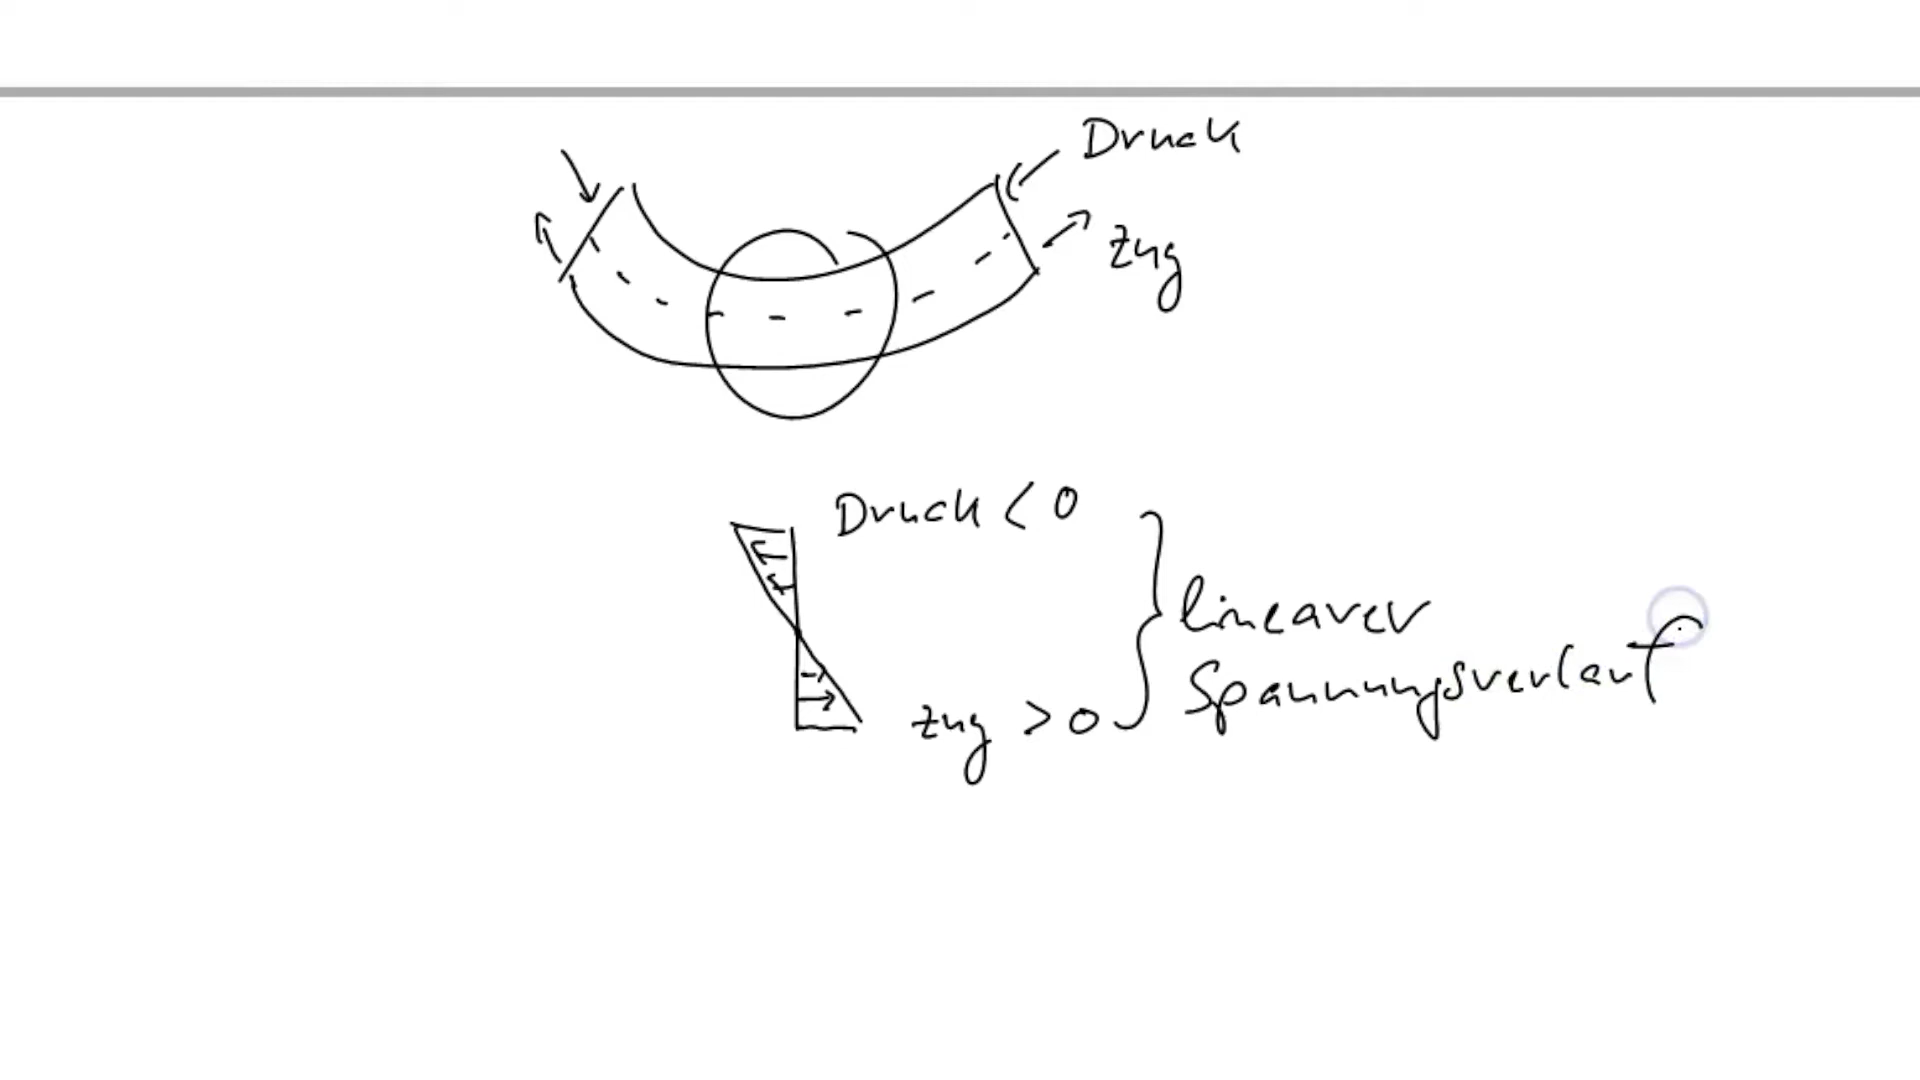 Druck
Zug
Druck < 0
linearer
Spannungsverlauf
Zug > 0